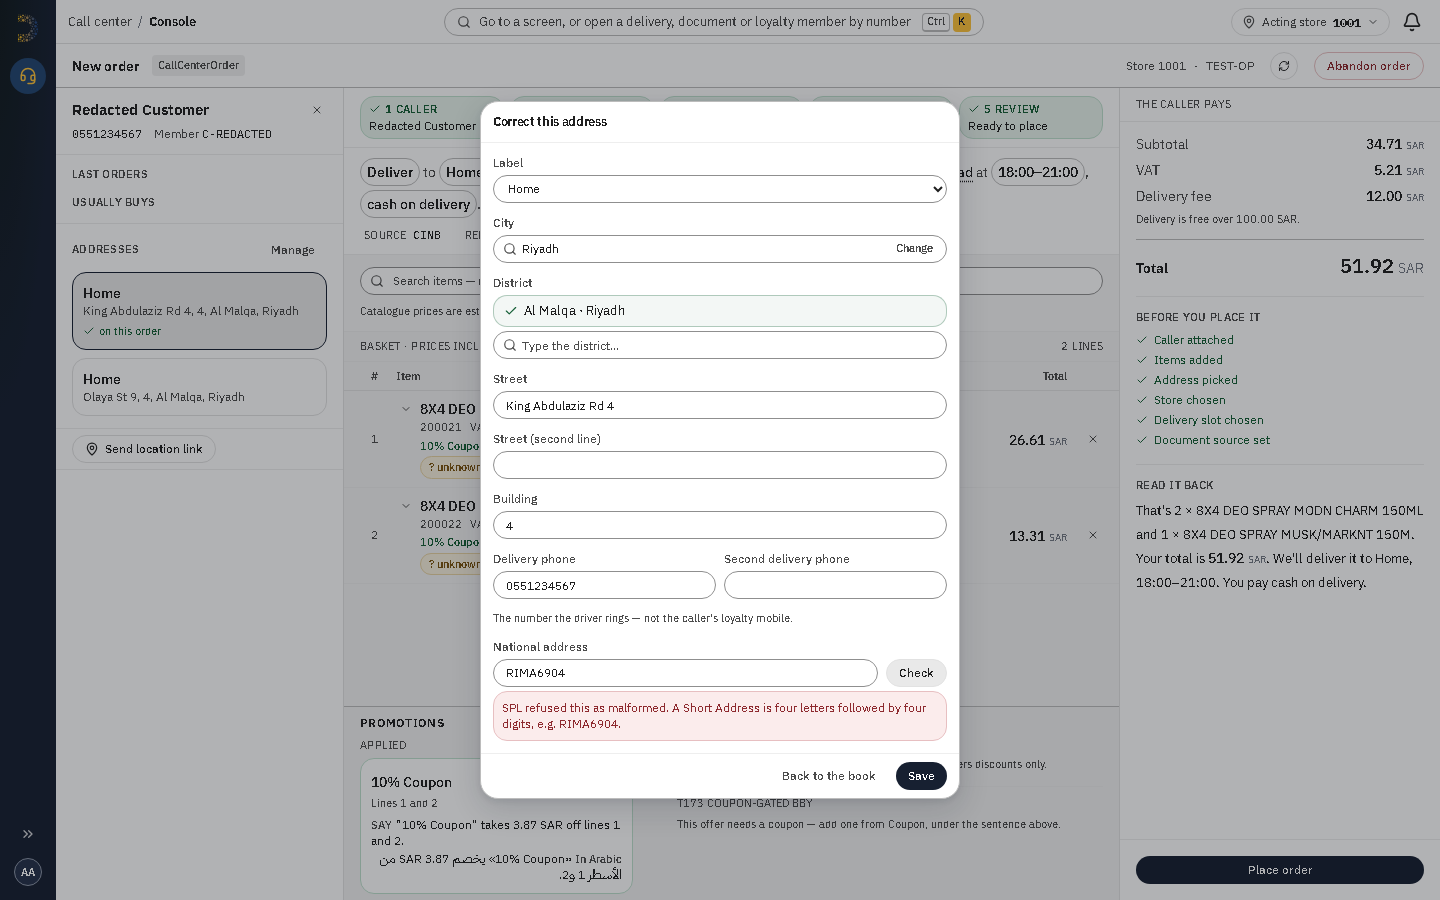 Call center / Console
Go to a screen, or open a delivery, document or loyalty member by number Ctrl K
Acting store 1001
New order CallCenterOrder
Store 1001 · TEST-OP
Abandon order
Redacted Customer ×
0551234567 Member C-REDACTED
LAST ORDERS
USUALLY BUYS
ADDRESSES Manage
Home
King Abdulaziz Rd 4, 4, Al Malqa, Riyadh
on this order
Home
Olaya St 9, 4, Al Malqa, Riyadh
Send location link
AA
1 CALLER
Redacted Customer
5 REVIEW
Ready to place
Deliver to Home
ad at 18:00–21:00,
cash on delivery.
SOURCE CINB
Search items —
Catalogue prices are est
BASKET · PRICES INCL
2 LINES
# Item Total
1 8X4 DEO
200021
10% Coupo
? unknown
26.61 SAR ×
2 8X4 DEO
200022
10% Coupo
? unknown
13.31 SAR ×
PROMOTIONS
APPLIED
10% Coupon
Lines 1 and 2
SAY "10% Coupon" takes 3.87 SAR off lines 1
and 2.
In Arabic «10% Coupon» يخصم 3.87 SAR من
الأسطر 1 و2.
ers discounts only.
T173 COUPON-GATED BBY
This offer needs a coupon — add one from Coupon, under the sentence above.
Correct this address
Label
Home
City
Riyadh Change
District
Al Malqa · Riyadh
Type the district...
Street
King Abdulaziz Rd 4
Street (second line)
Building
4
Delivery phone Second delivery phone
0551234567
The number the driver rings — not the caller's loyalty mobile.
National address
RIMA6904 Check
SPL refused this as malformed. A Short Address is four letters followed by four
digits, e.g. RIMA6904.
Back to the book Save
THE CALLER PAYS
Subtotal 34.71 SAR
VAT 5.21 SAR
Delivery fee 12.00 SAR
Delivery is free over 100.00 SAR.
Total 51.92 SAR
BEFORE YOU PLACE IT
Caller attached
Items added
Address picked
Store chosen
Delivery slot chosen
Document source set
READ IT BACK
That's 2 × 8X4 DEO SPRAY MODN CHARM 150ML
and 1 × 8X4 DEO SPRAY MUSK/MARKNT 150M.
Your total is 51.92 SAR. We'll deliver it to Home,
18:00–21:00. You pay cash on delivery.
Place order